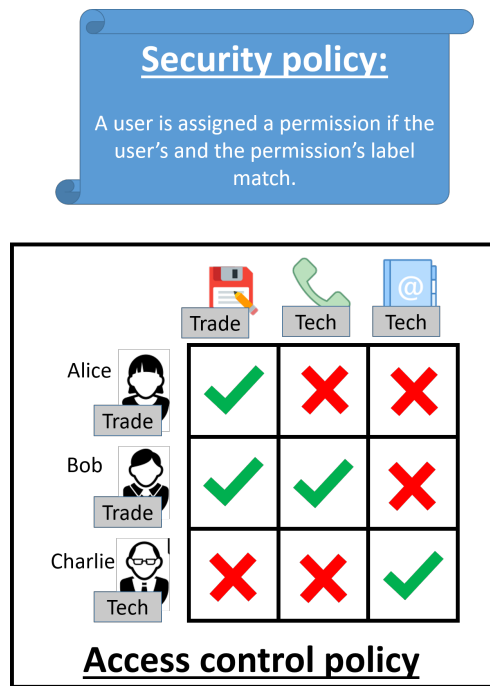 Security policy:
A user is assigned a permission if the
user's and the permission's label
match.
@
Trade Tech Tech
Alice
Trade
Bob
Trade
Charlie
Tech
Access control policy